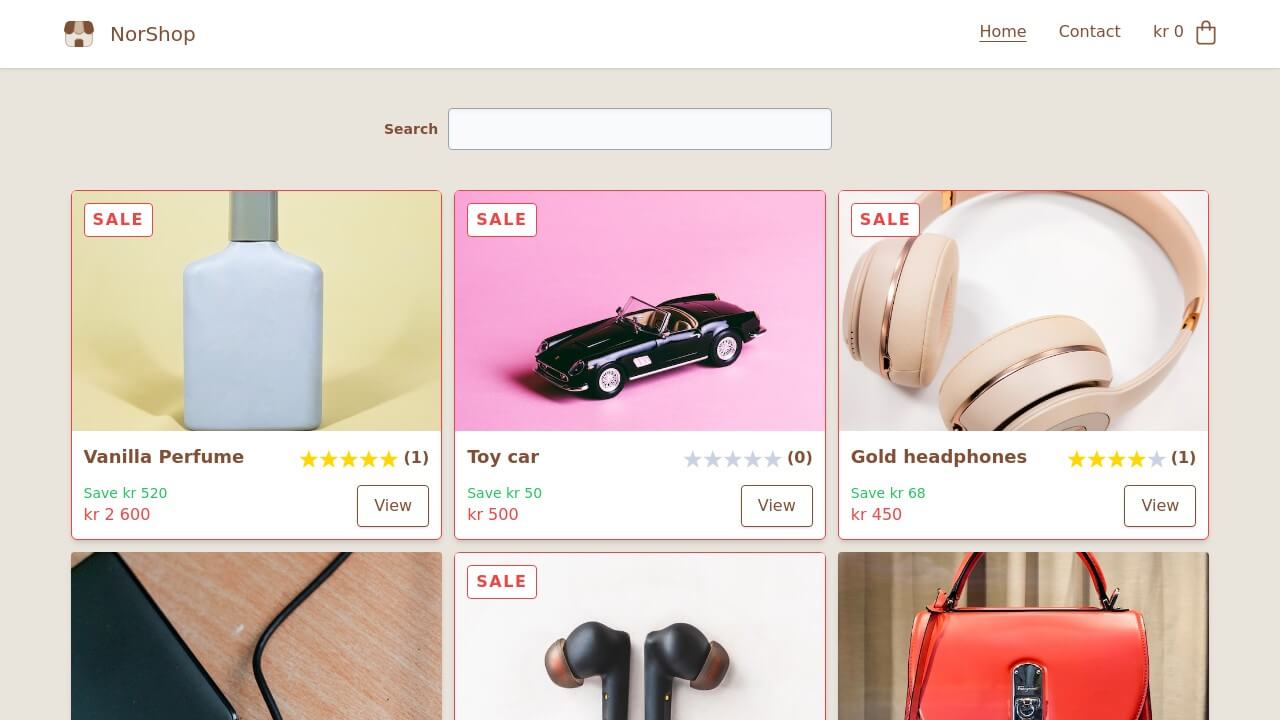 NorShop
Home
Contact
kr 0
Search
SALE
SALE
SALE
Vanilla Perfume
(1)
Save kr 520
kr 2 600
View
Toy car
(0)
Save kr 50
kr 500
View
Gold headphones
(1)
Save kr 68
kr 450
View
SALE